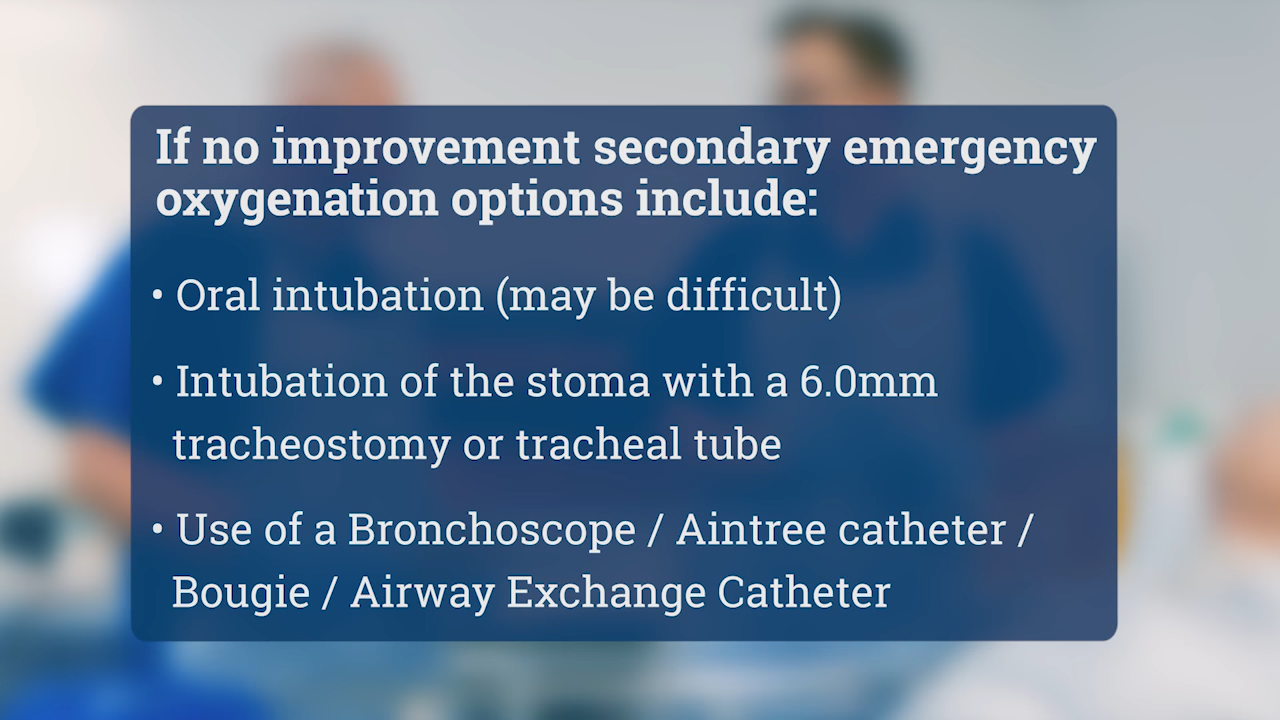 If no improvement secondary emergency
oxygenation options include:
• Oral intubation (may be difficult)
• Intubation of the stoma with a 6.0mm
tracheostomy or tracheal tube
• Use of a Bronchoscope / Aintree catheter /
Bougie / Airway Exchange Catheter